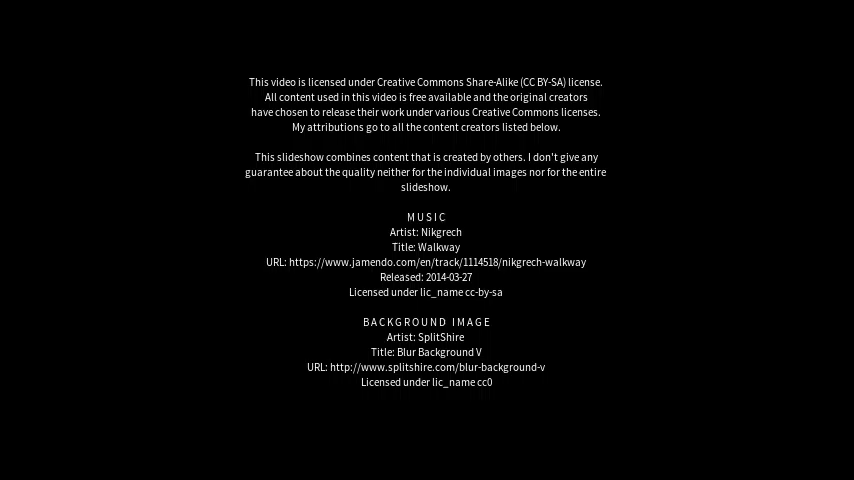 This video is licensed under Creative Commons Share-Alike (CC BY-SA) license.
All content used in this video is free available and the original creators
have chosen to release their work under various Creative Commons licenses.
My attributions go to all the content creators listed below.
This slideshow combines content that is created by others. I don't give any
guarantee about the quality neither for the individual images nor for the entire
slideshow.
MUSIC
Artist: Nikgrech
Title: Walkway
URL: https://www.jamendo.com/en/track/1114518/nikgrech-walkway
Released: 2014-03-27
Licensed under lic_name cc-by-sa
BACKGROUND IMAGE
Artist: SplitShire
Title: Blur Background V
URL: http://www.splitshire.com/blur-background-v
Licensed under lic_name cc0